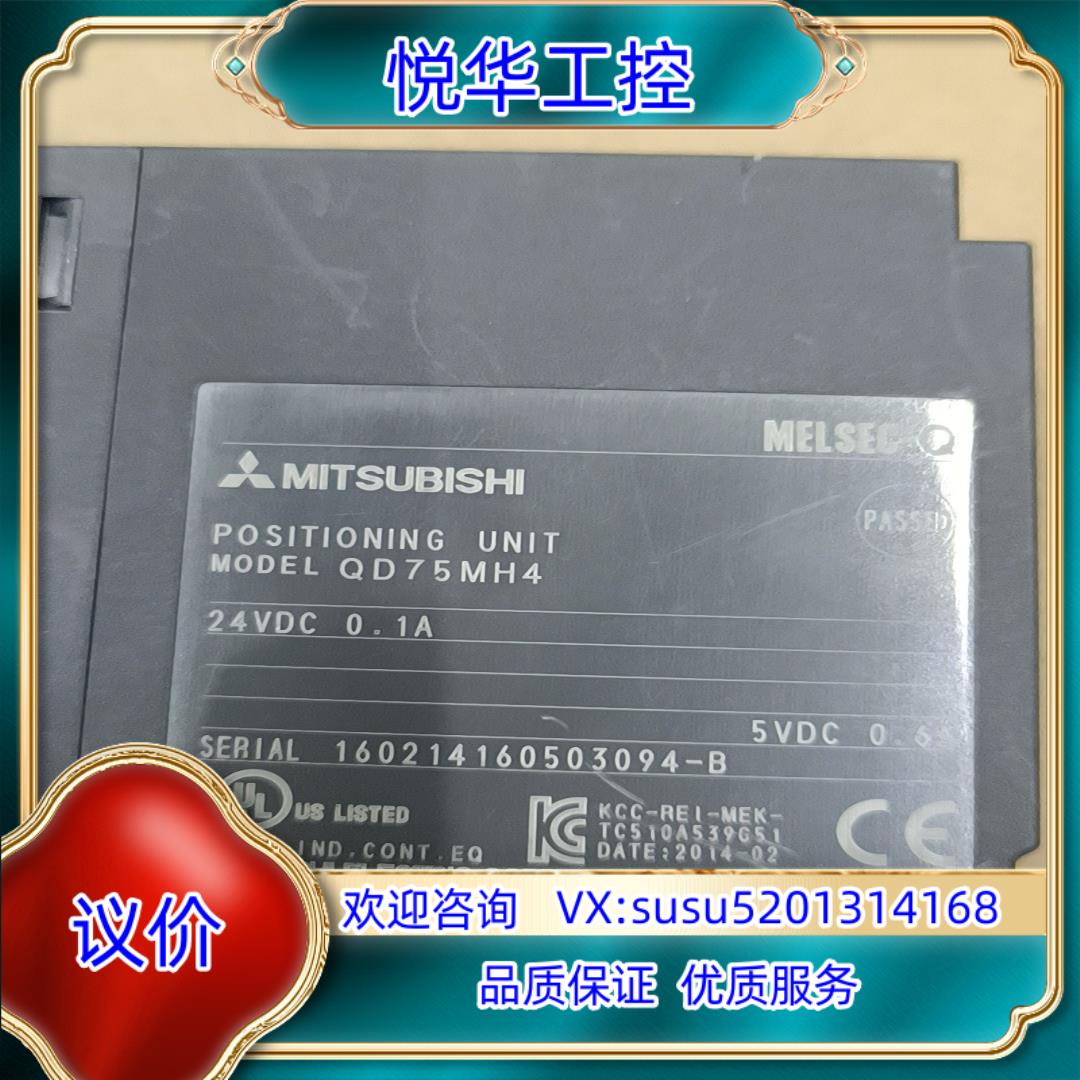 悦华工控
MELSEC-Q
MITSUBISHI
PASSED
POSITIONING UNIT
MODEL QD75MH4
24VDC 0.1A
5VDC 0.6
SERIAL 160214160503094-B
UL US LISTED
KCC-REI-MEK-
TC510A539G51
IND.CONT.EQ
DATE:2014-02
CE
议价
欢迎咨询 VX:susu5201314168
品质保证 优质服务